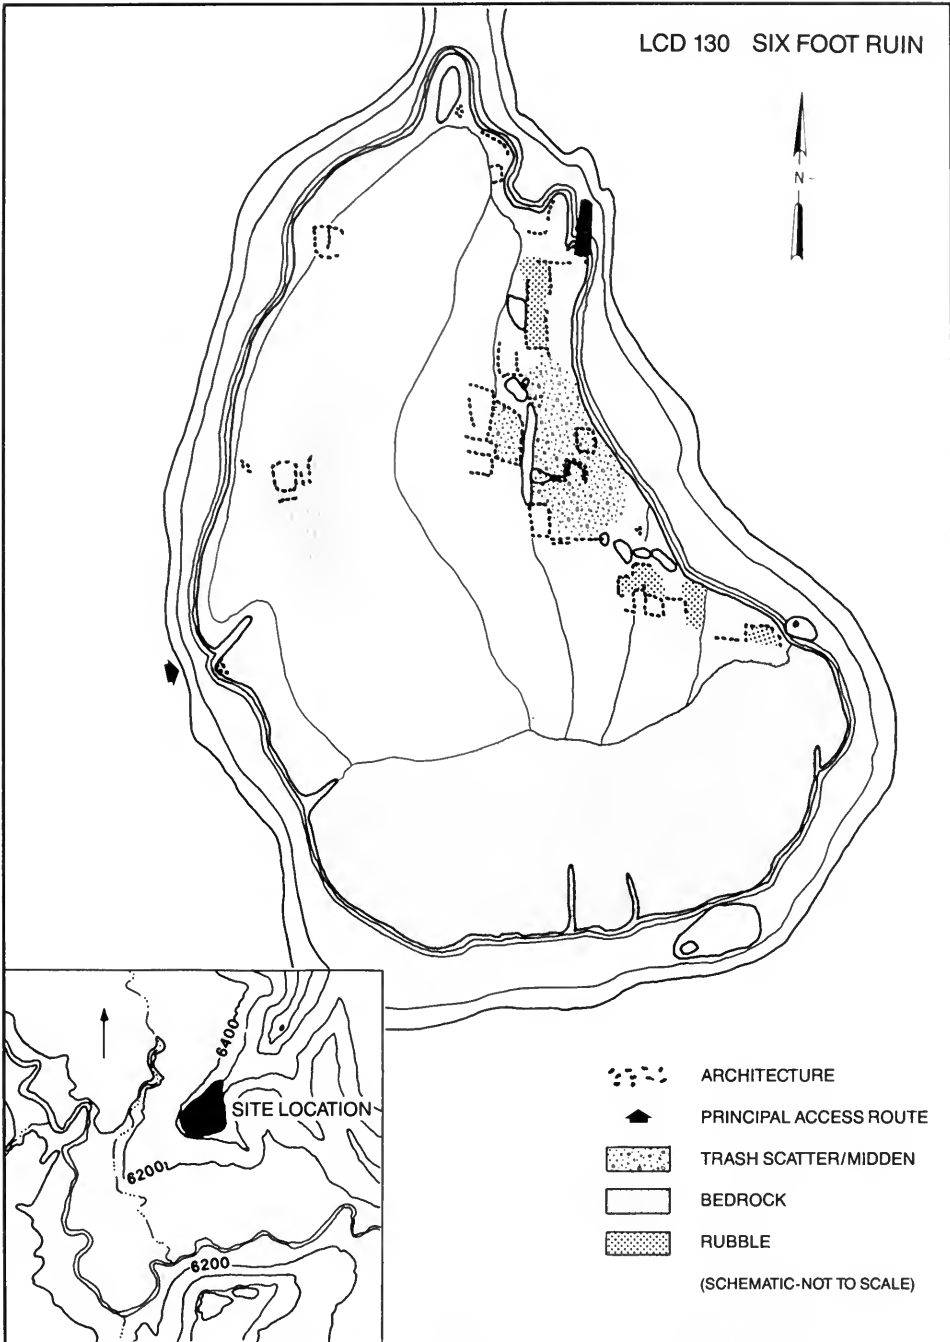 LCD 130 SIX FOOT RUIN
N
6400
SITE LOCATION
6200
6200
ARCHITECTURE
PRINCIPAL ACCESS ROUTE
TRASH SCATTER/MIDDEN
BEDROCK
RUBBLE
(SCHEMATIC-NOT TO SCALE)